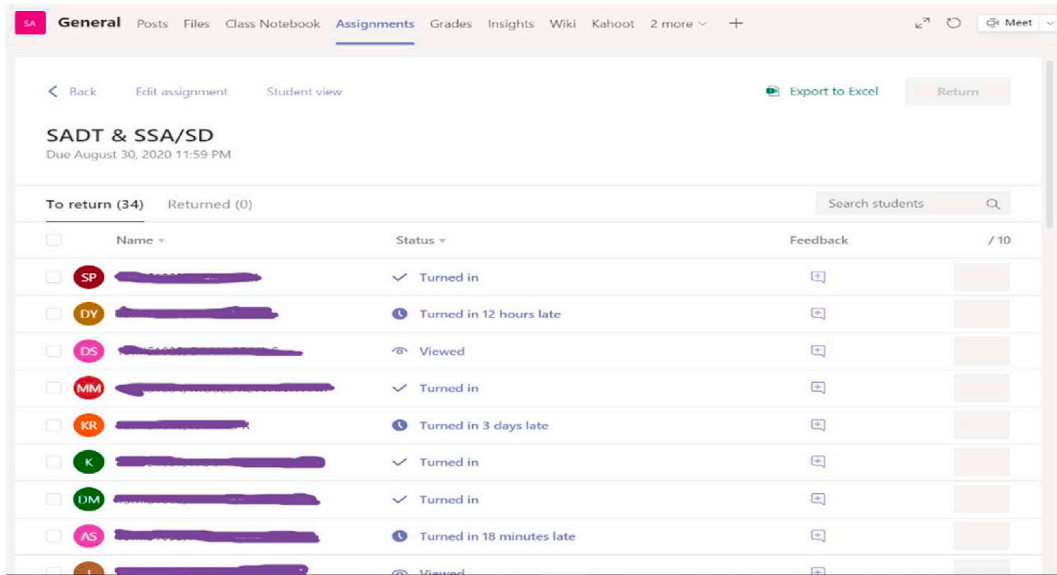 SA General Posts Files Class Notebook Assignments Grades Insights Wiki Kahoot 2 more Meet
Back Edit assignment Student view Export to Excel Return
SADT & SSA/SD
Due August 30, 2020 11:59 PM
To return (34) Returned (0) Search students
Name Status Feedback / 10
SP Turned in
DY Turned in 12 hours late
DS Viewed
MM Turned in
KR Turned in 3 days late
K Turned in
DM Turned in
AS Turned in 18 minutes late
Viewed